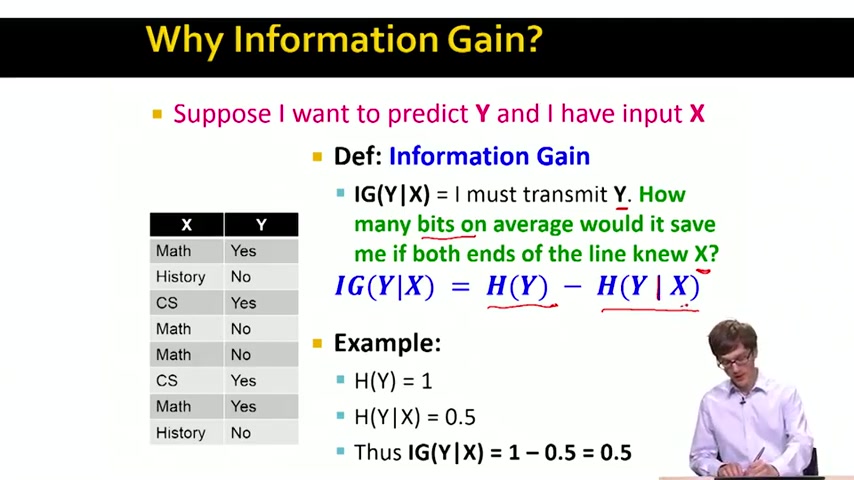 Why Information Gain?
Suppose I want to predict Y and I have input X
Def: Information Gain
IG(Y|X) = I must transmit Y. How
many bits on average would it save
me if both ends of the line knew X?
IG(Y|X) = H(Y) − H(Y | X)
X Y
Math Yes
History No
CS Yes
Math No
Math No
CS Yes
Math Yes
History No
Example:
H(Y) = 1
H(Y|X) = 0.5
Thus IG(Y|X) = 1 – 0.5 = 0.5